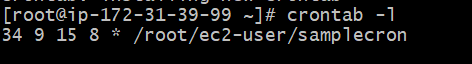 [root@ip-172-31-39-99 ~]# crontab -l
34 9 15 8 * /root/ec2-user/samplecron